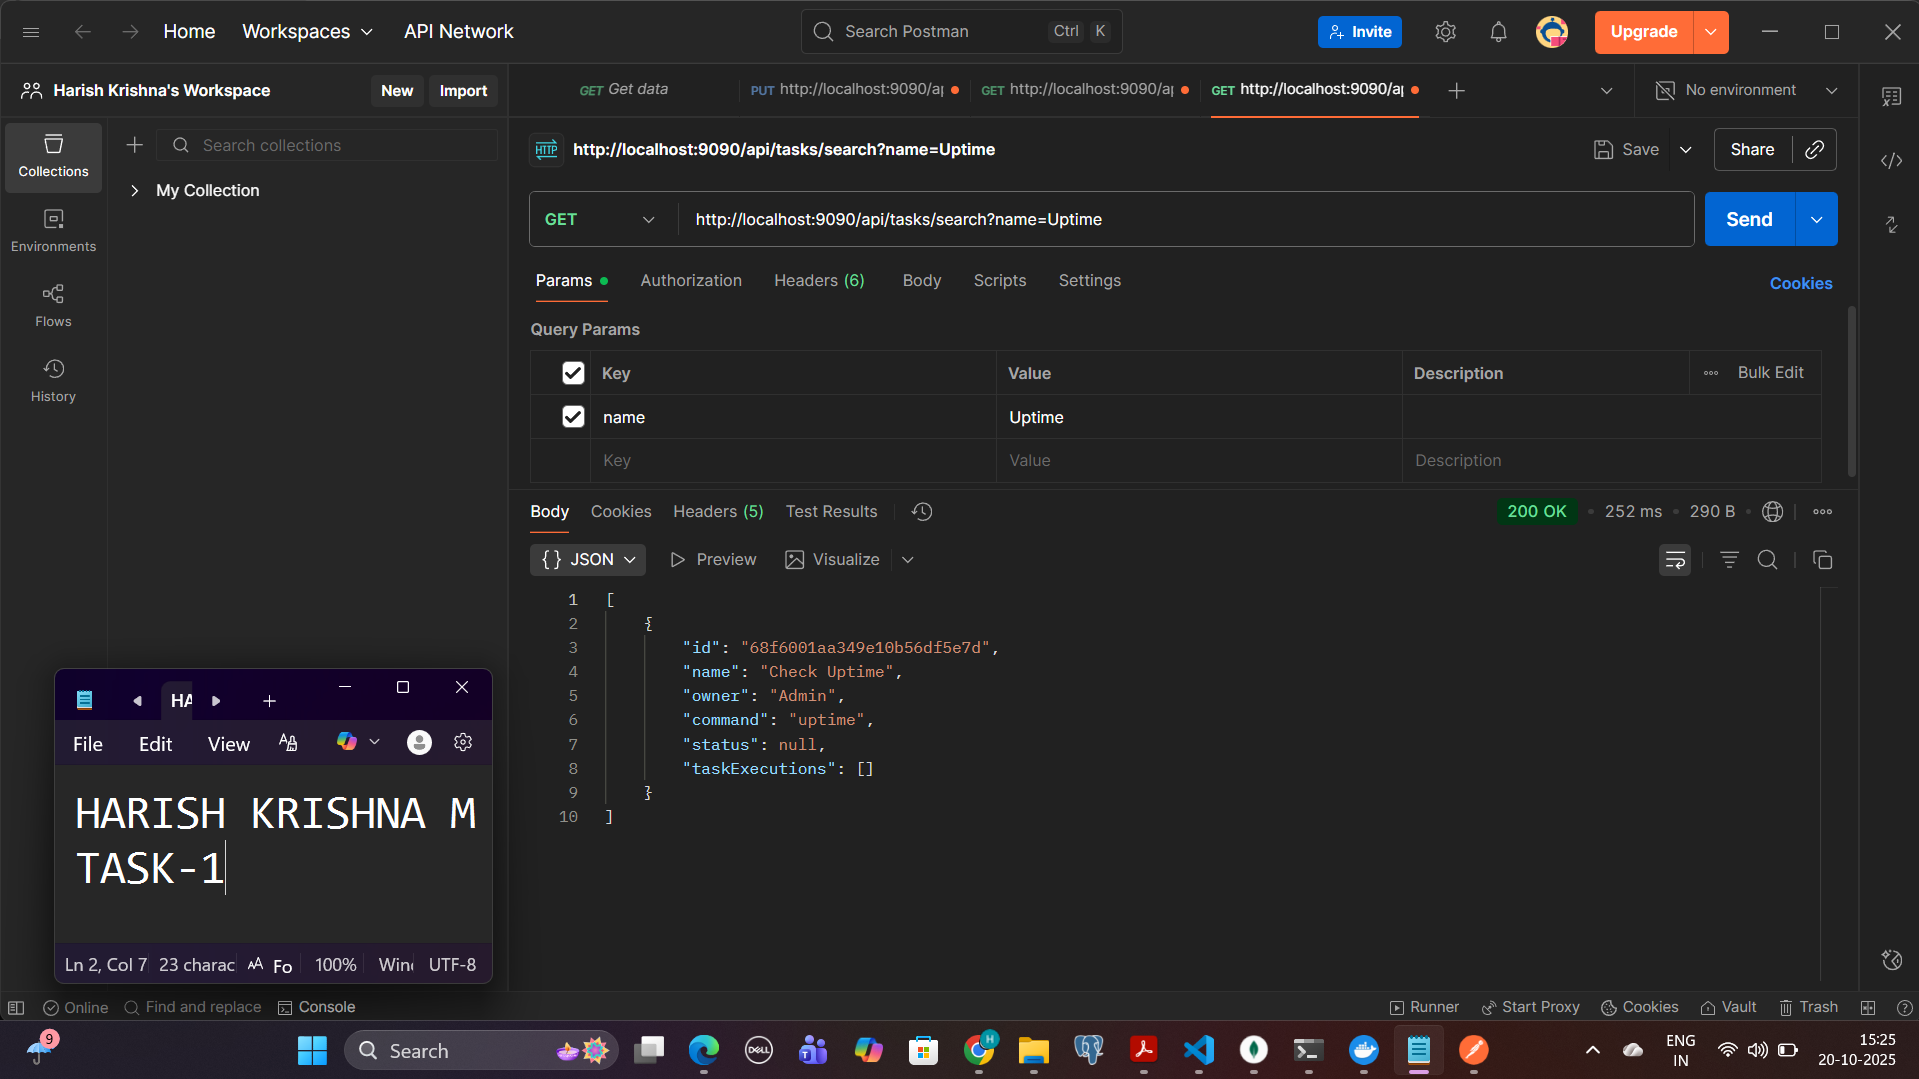 Home
Workspaces
API Network
Search Postman
Ctrl K
Invite
Upgrade
Harish Krishna's Workspace
New
Import
GET Get data
PUT http://localhost:9090/ap
GET http://localhost:9090/ap
GET http://localhost:9090/ap
No environment
Collections
Environments
Flows
History
Search collections
My Collection
HTTP
http://localhost:9090/api/tasks/search?name=Uptime
Save
Share
GET
http://localhost:9090/api/tasks/search?name=Uptime
Send
Params
Authorization
Headers (6)
Body
Scripts
Settings
Cookies
Query Params
Key Value Description Bulk Edit
name Uptime
Key Value Description
Body
Cookies
Headers (5)
Test Results
200 OK
252 ms
290 B
{} JSON
Preview
Visualize
1 [
2 {
3 "id": "68f6001aa349e10b56df5e7d",
4 "name": "Check Uptime",
5 "owner": "Admin",
6 "command": "uptime",
7 "status": null,
8 "taskExecutions": []
9 }
10 ]
HA
File Edit View
HARISH KRISHNA M
TASK-1
Ln 2, Col 7 23 charac Fo 100% Win UTF-8
Online
Find and replace
Console
Runner
Start Proxy
Cookies
Vault
Trash
9
Search
DELL
H
ENG
IN
15:25
20-10-2025